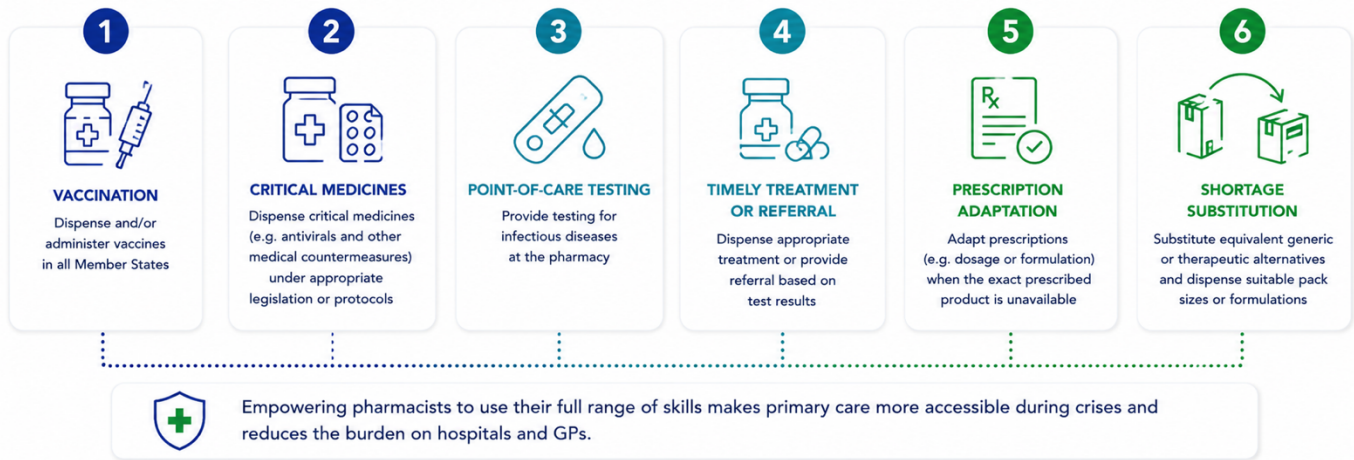 1
VACCINATION
Dispense and/or
administer vaccines
in all Member States
2
CRITICAL MEDICINES
Dispense critical medicines
(e.g. antivirals and other
medical countermeasures)
under appropriate
legislation or protocols
3
POINT-OF-CARE TESTING
Provide testing for
infectious diseases
at the pharmacy
4
TIMELY TREATMENT
OR REFERRAL
Dispense appropriate
treatment or provide
referral based on
test results
5
Rx
PRESCRIPTION
ADAPTATION
Adapt prescriptions
(e.g. dosage or formulation)
when the exact prescribed
product is unavailable
6
SHORTAGE
SUBSTITUTION
Substitute equivalent generic
or therapeutic alternatives
and dispense suitable pack
sizes or formulations
Empowering pharmacists to use their full range of skills makes primary care more accessible during crises and
reduces the burden on hospitals and GPs.